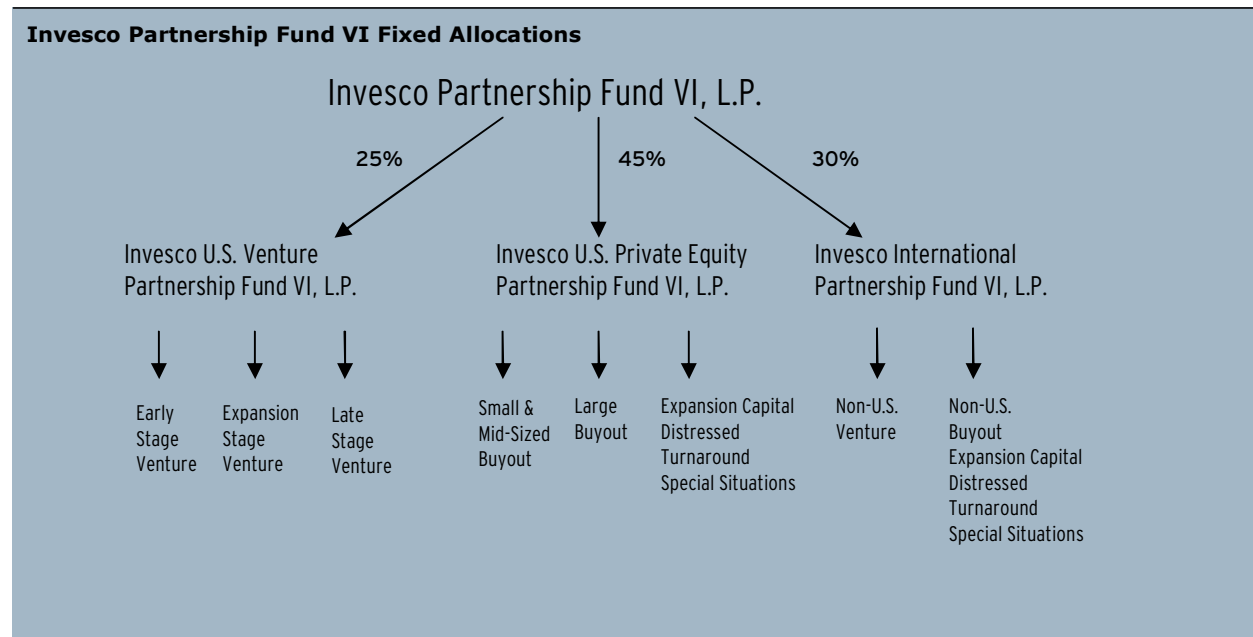 Invesco Partnership Fund VI Fixed Allocations
Invesco Partnership Fund VI, L.P.
25%
45%
30%
Invesco U.S. Venture
Partnership Fund VI, L.P.
Invesco U.S. Private Equity
Partnership Fund VI, L.P.
Invesco International
Partnership Fund VI, L.P.
Early
Stage
Venture
Expansion
Stage
Venture
Late
Stage
Venture
Small &
Mid-Sized
Buyout
Large
Buyout
Expansion Capital
Distressed
Turnaround
Special Situations
Non-U.S.
Venture
Non-U.S.
Buyout
Expansion Capital
Distressed
Turnaround
Special Situations